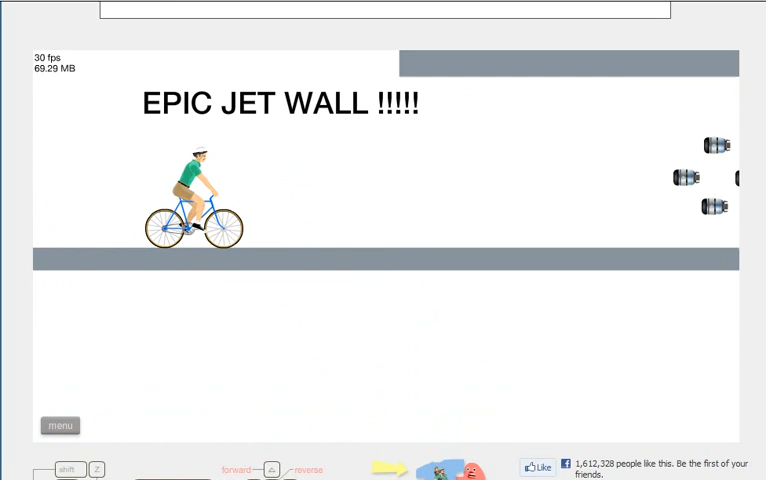 30 fps
69.29 MB
EPIC JET WALL !!!!!
menu
shift Z
forward reverse
Like
1,612,328 people like this. Be the first of your
friends.